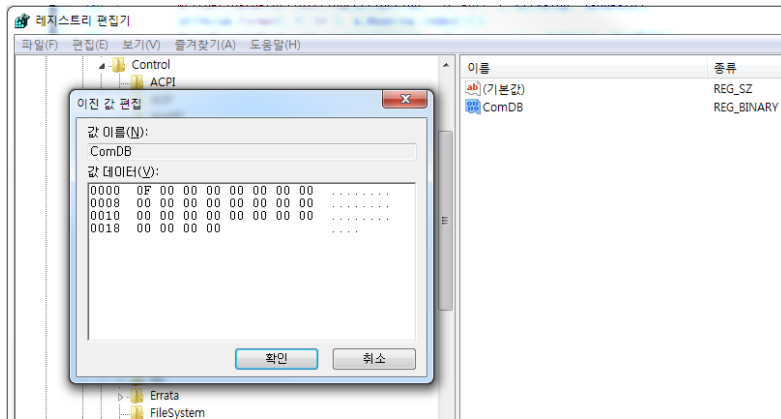 레지스트리 편집기
파일(F) 편집(E) 보기(V) 즐겨찾기(A) 도움말(H)
Control
ACPI
이름 종류
(기본값) REG_SZ
ComDB REG_BINARY
이진 값 편집
값 이름(N):
ComDB
값 데이터(V):
0000 0F 00 00 00 00 00 00 00 ........
0008 00 00 00 00 00 00 00 00 ........
0010 00 00 00 00 00 00 00 00 ........
0018 00 00 00 00 ....
확인 취소
Errata
FileSystem